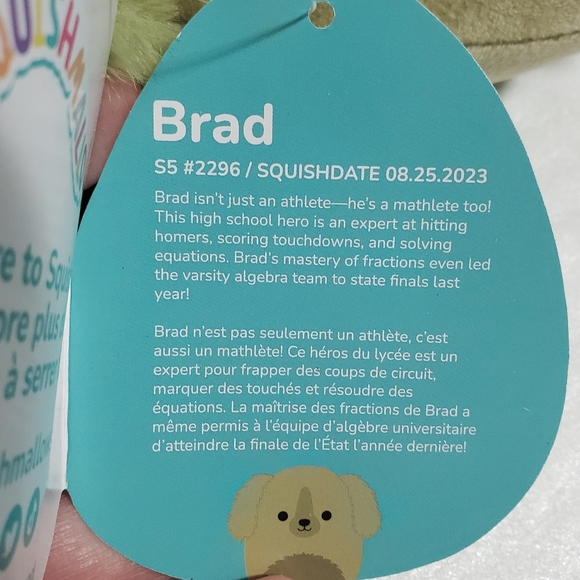 Brad
S5 #2296 / SQUISHDATE 08.25.2023
Brad isn't just an athlete—he's a mathlete too!
This high school hero is an expert at hitting
homers, scoring touchdowns, and solving
equations. Brad's mastery of fractions even led
the varsity algebra team to state finals last
year!
Brad n'est pas seulement un athlète, c'est
aussi un mathlète! Ce héros du lycée est un
expert pour frapper des coups de circuit,
marquer des touchés et résoudre des
équations. La maîtrise des fractions de Brad a
même permis à l'équipe d'algèbre universitaire
d'atteindre la finale de l'État l'année dernière!
to
plus
à